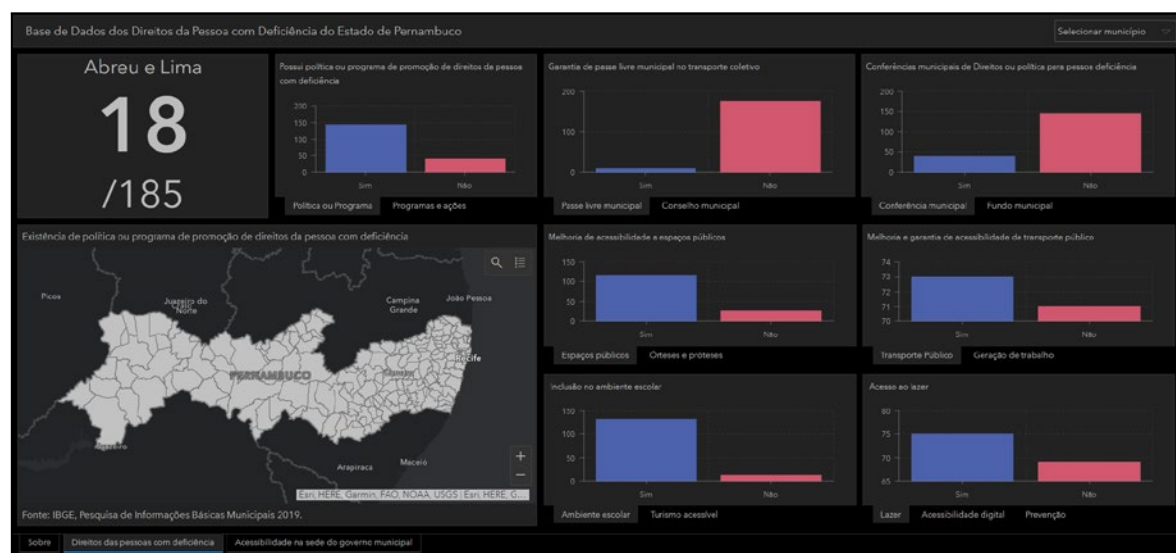 Base de Dados dos Direitos da Pessoa com Deficiência do Estado de Pernambuco
Selecionar município
Abreu e Lima
18
/185
Possui política ou programa de promoção de direitos da pessoa
com deficiência
200
150
100
50
0
Sim
Não
Política ou Programa
Programas e ações
Garantia de passe livre municipal no transporte coletivo
200
100
0
Sim
Não
Passe livre municipal
Conselho municipal
Conferências municipais de Direitos ou política para pessoa deficiência
200
150
100
50
0
Sim
Não
Conferência municipal
Fundo municipal
Existência de política ou programa de promoção de direitos da pessoa com deficiência
Picos
Juazeiro do
Norte
Campina
Grande
João Pessoa
Recife
PERNAMBUCO
Arapiraca
Maceió
+
−
Esri, HERE, Garmin, FAO, NOAA, USGS | Esri, HERE, G...
Fonte: IBGE, Pesquisa de Informações Básicas Municipais 2019.
Melhoria de acessibilidade a espaços públicos
150
100
50
0
Sim
Não
Espaços públicos
Órteses e próteses
Melhoria e garantia de acessibilidade de transporte público
74
73
72
71
70
Sim
Não
Transporte Público
Geração de trabalho
Inclusão no ambiente escolar
150
100
50
0
Sim
Não
Ambiente escolar
Turismo acessível
Acesso ao lazer
80
75
70
65
Sim
Não
Lazer
Acessibilidade digital
Prevenção
Sobre
Direitos das pessoas com deficiência
Acessibilidade na sede do governo municipal